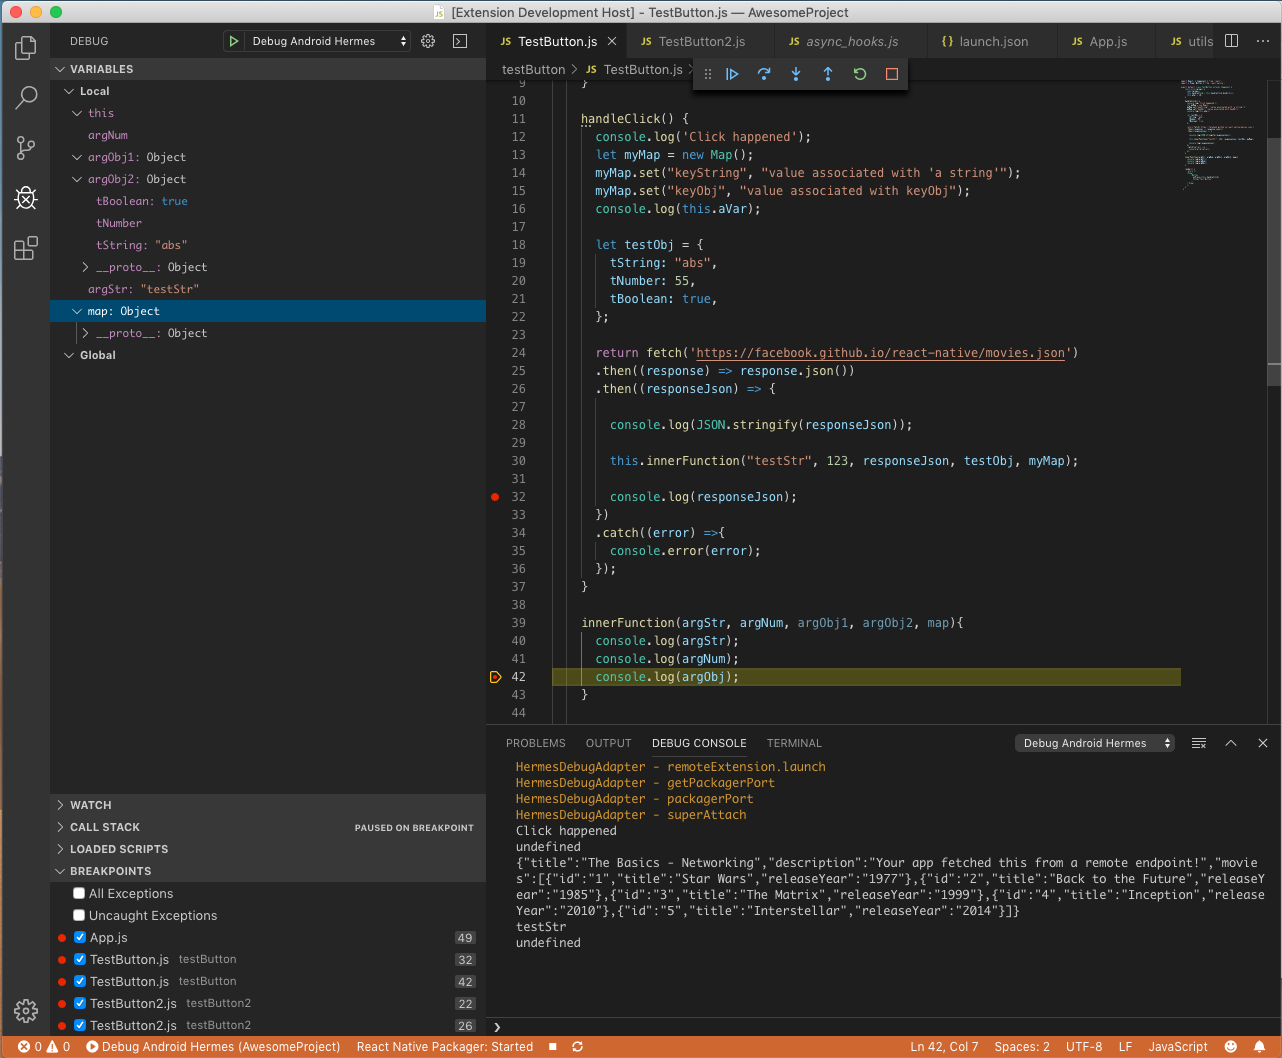 [Extension Development Host] - TestButton.js — AwesomeProject
DEBUG
Debug Android Hermes
JS TestButton.js
JS TestButton2.js
JS async_hooks.js
{} launch.json
JS App.js
JS utils
testButton > JS TestButton.js >
VARIABLES
Local
this
argNum
argObj1: Object
argObj2: Object
tBoolean: true
tNumber
tString: "abs"
__proto__: Object
argStr: "testStr"
map: Object
__proto__: Object
Global
9 }
10
11 handleClick() {
12 console.log('Click happened');
13 let myMap = new Map();
14 myMap.set("keyString", "value associated with 'a string'");
15 myMap.set("keyObj", "value associated with keyObj");
16 console.log(this.aVar);
17
18 let testObj = {
19 tString: "abs",
20 tNumber: 55,
21 tBoolean: true,
22 };
23
24 return fetch('https://facebook.github.io/react-native/movies.json')
25 .then((response) => response.json())
26 .then((responseJson) => {
27
28 console.log(JSON.stringify(responseJson));
29
30 this.innerFunction("testStr", 123, responseJson, testObj, myMap);
31
32 console.log(responseJson);
33 })
34 .catch((error) =>{
35 console.error(error);
36 });
37 }
38
39 innerFunction(argStr, argNum, argObj1, argObj2, map){
40 console.log(argStr);
41 console.log(argNum);
42 console.log(argObj);
43 }
44
PROBLEMS
OUTPUT
DEBUG CONSOLE
TERMINAL
Debug Android Hermes
HermesDebugAdapter - remoteExtension.launch
HermesDebugAdapter - getPackagerPort
HermesDebugAdapter - packagerPort
HermesDebugAdapter - superAttach
Click happened
undefined
{"title":"The Basics - Networking","description":"Your app fetched this from a remote endpoint!","movie
s":[{"id":"1","title":"Star Wars","releaseYear":"1977"},{"id":"2","title":"Back to the Future","releaseY
ear":"1985"},{"id":"3","title":"The Matrix","releaseYear":"1999"},{"id":"4","title":"Inception","release
Year":"2010"},{"id":"5","title":"Interstellar","releaseYear":"2014"}]}
testStr
undefined
WATCH
CALL STACK PAUSED ON BREAKPOINT
LOADED SCRIPTS
BREAKPOINTS
All Exceptions
Uncaught Exceptions
App.js 49
TestButton.js testButton 32
TestButton.js testButton 42
TestButton2.js testButton2 22
TestButton2.js testButton2 26
0 0 Debug Android Hermes (AwesomeProject) React Native Packager: Started
Ln 42, Col 7 Spaces: 2 UTF-8 LF JavaScript